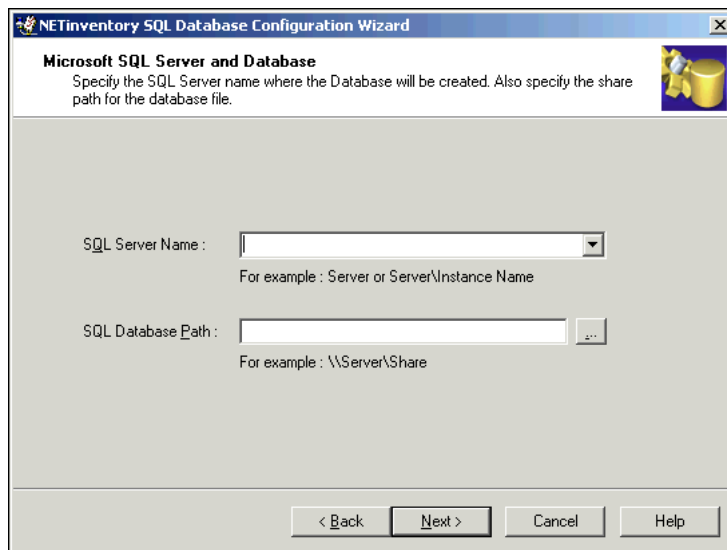 NETinventory SQL Database Configuration Wizard
Microsoft SQL Server and Database
Specify the SQL Server name where the Database will be created. Also specify the share
path for the database file.
SQL Server Name :
For example : Server or Server\Instance Name
SQL Database Path :
...
For example : \\Server\Share
< Back
Next >
Cancel
Help